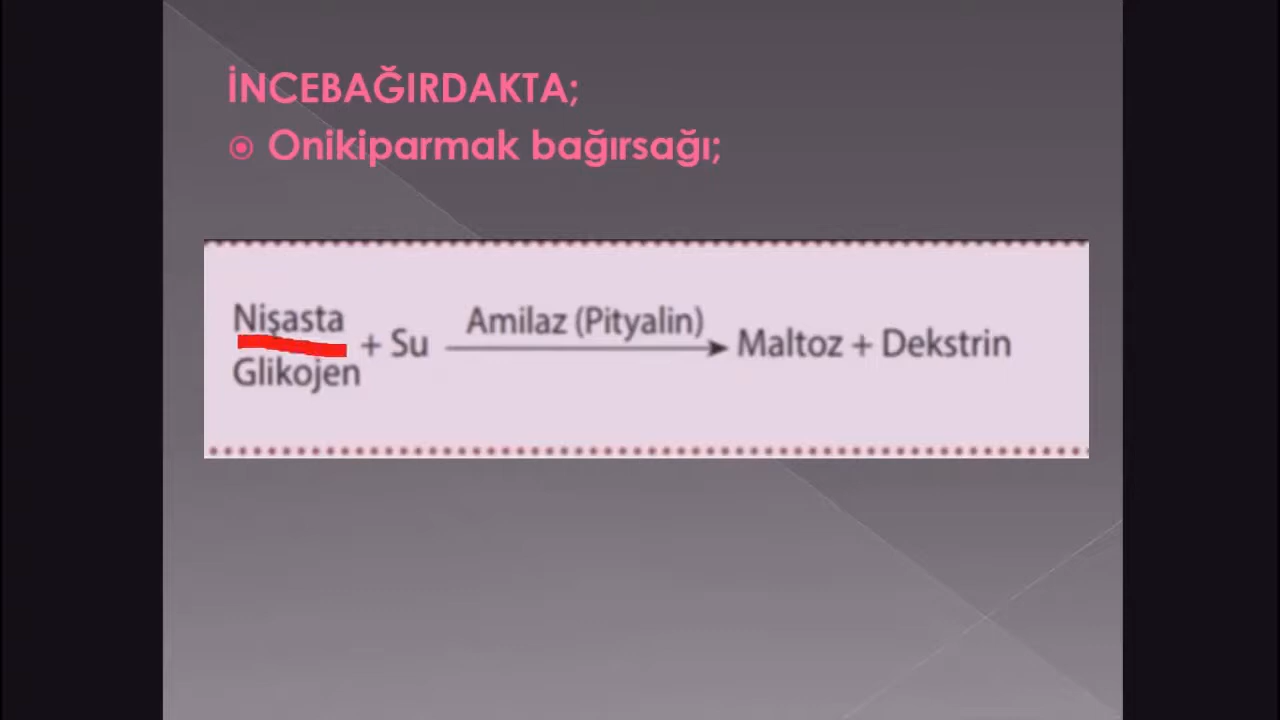 İNCEBAĞIRDAKTA;
Onikiparmak bağırsağı;
Nişasta
Glikojen
+ Su
Amilaz (Pityalin)
Maltoz + Dekstrin